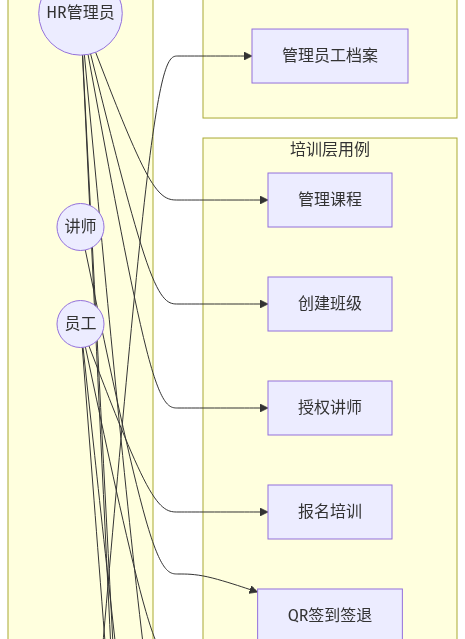 HR管理员
管理员工档案
培训层用例
管理课程
讲师
创建班级
员工
授权讲师
报名培训
QR签到签退